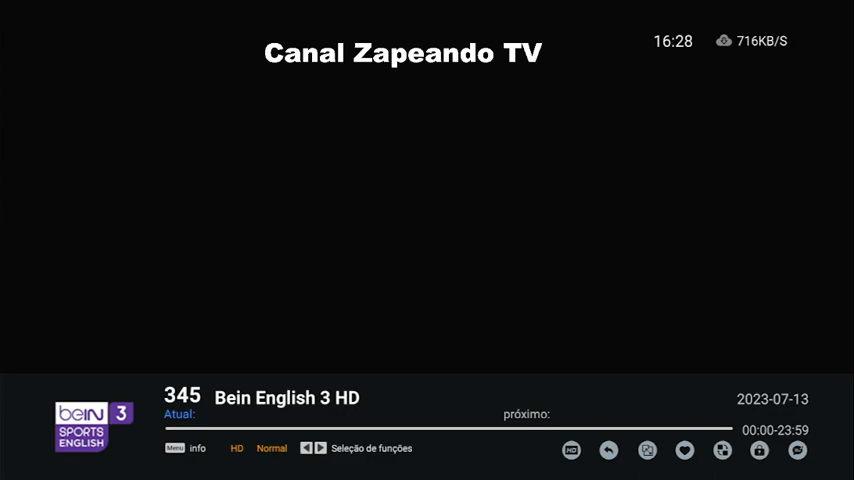 Canal Zapeando TV
16:28
716KB/S
345 Bein English 3 HD
2023-07-13
Atual:
próximo:
00:00-23:59
beIN 3
SPORTS
ENGLISH
Menu info HD Normal Seleção de funções
HD